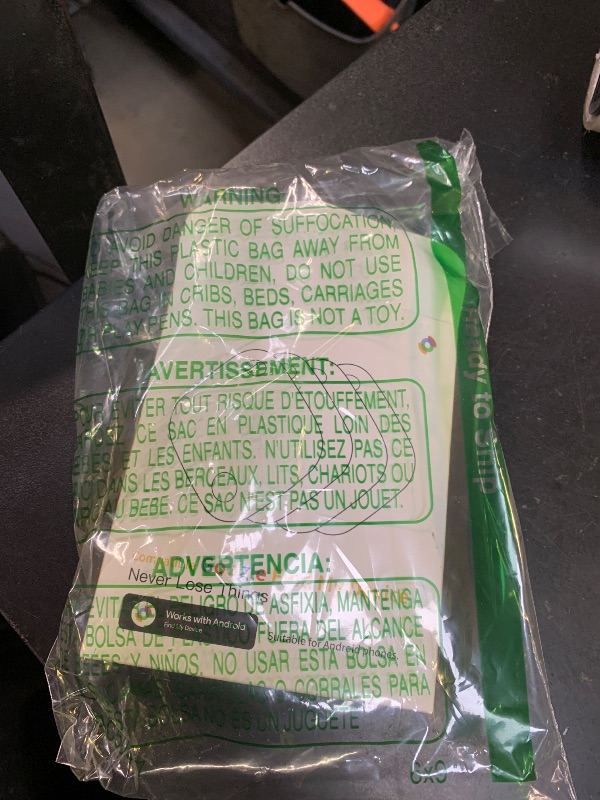 WARNING
AVOID DANGER OF SUFFOCATION,
KEEP THIS PLASTIC BAG AWAY FROM
BABIES AND CHILDREN, DO NOT USE
THIS BAG IN CRIBS, BEDS, CARRIAGES
PLAY PENS. THIS BAG IS NOT A TOY.
AVERTISSEMENT:
EVITER TOUT RISQUE D'ÉTOUFFEMENT,
CE SAC EN PLASTIQUE LOIN DES
ET LES ENFANTS. N'UTILISEZ PAS CE
DANS LES BERCEAUX, LITS, CHARIOTS OU
AU BEBE. CE SAC N'EST PAS UN JOUET.
ADVERTENCIA:
Never Lose Things
EVIT PELIGRO DE ASFIXIA, MANTENGA
Works with Android
Find My Device
BOLSA DE FUERA DEL ALCANCE
Suitable for Android phones.
Y NIÑOS, NO USAR ESTA BOLSA EN
O CORRALES PARA
NO ES UN JUGUETE
Ready to Ship
6x9